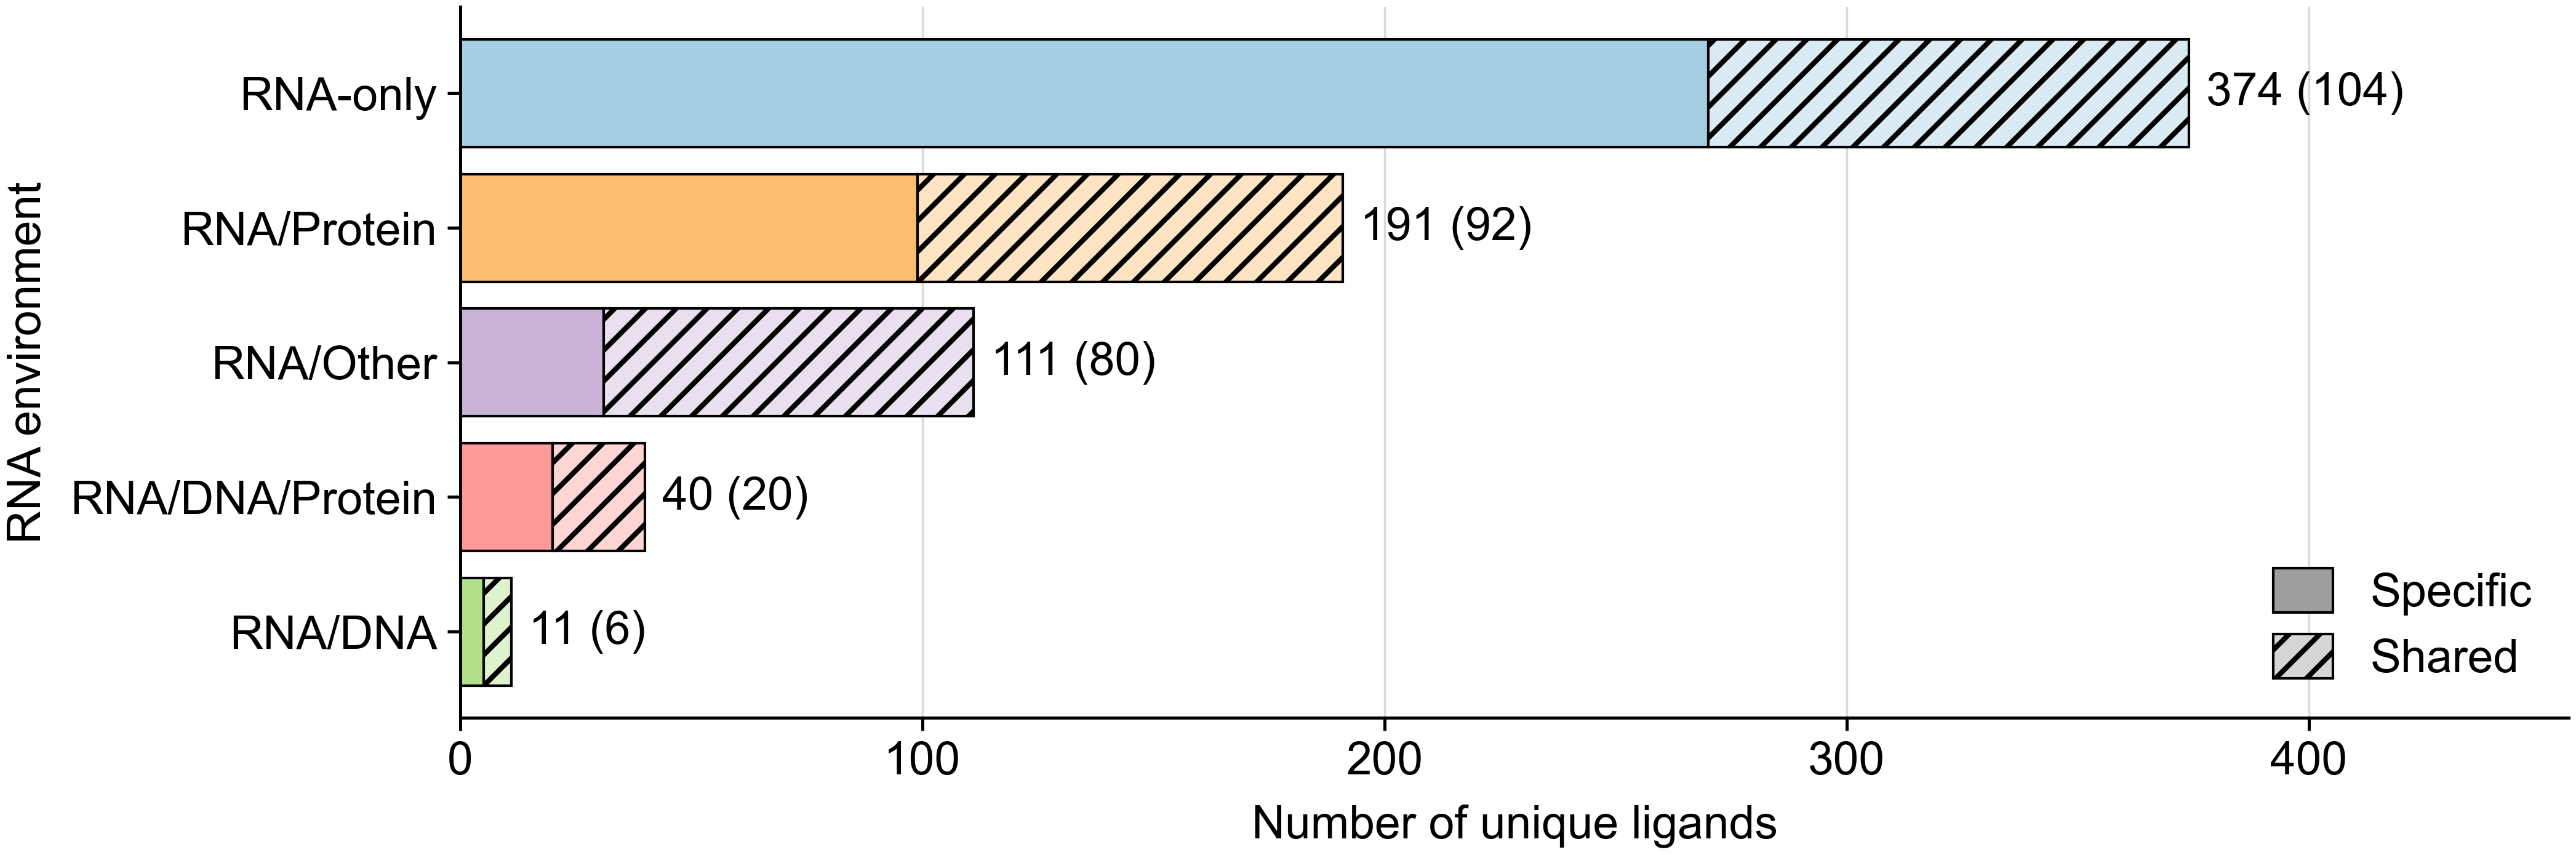 RNA environment
RNA-only
374 (104)
RNA/Protein
191 (92)
RNA/Other
111 (80)
RNA/DNA/Protein
40 (20)
RNA/DNA
11 (6)
Specific
Shared
0 100 200 300 400
Number of unique ligands